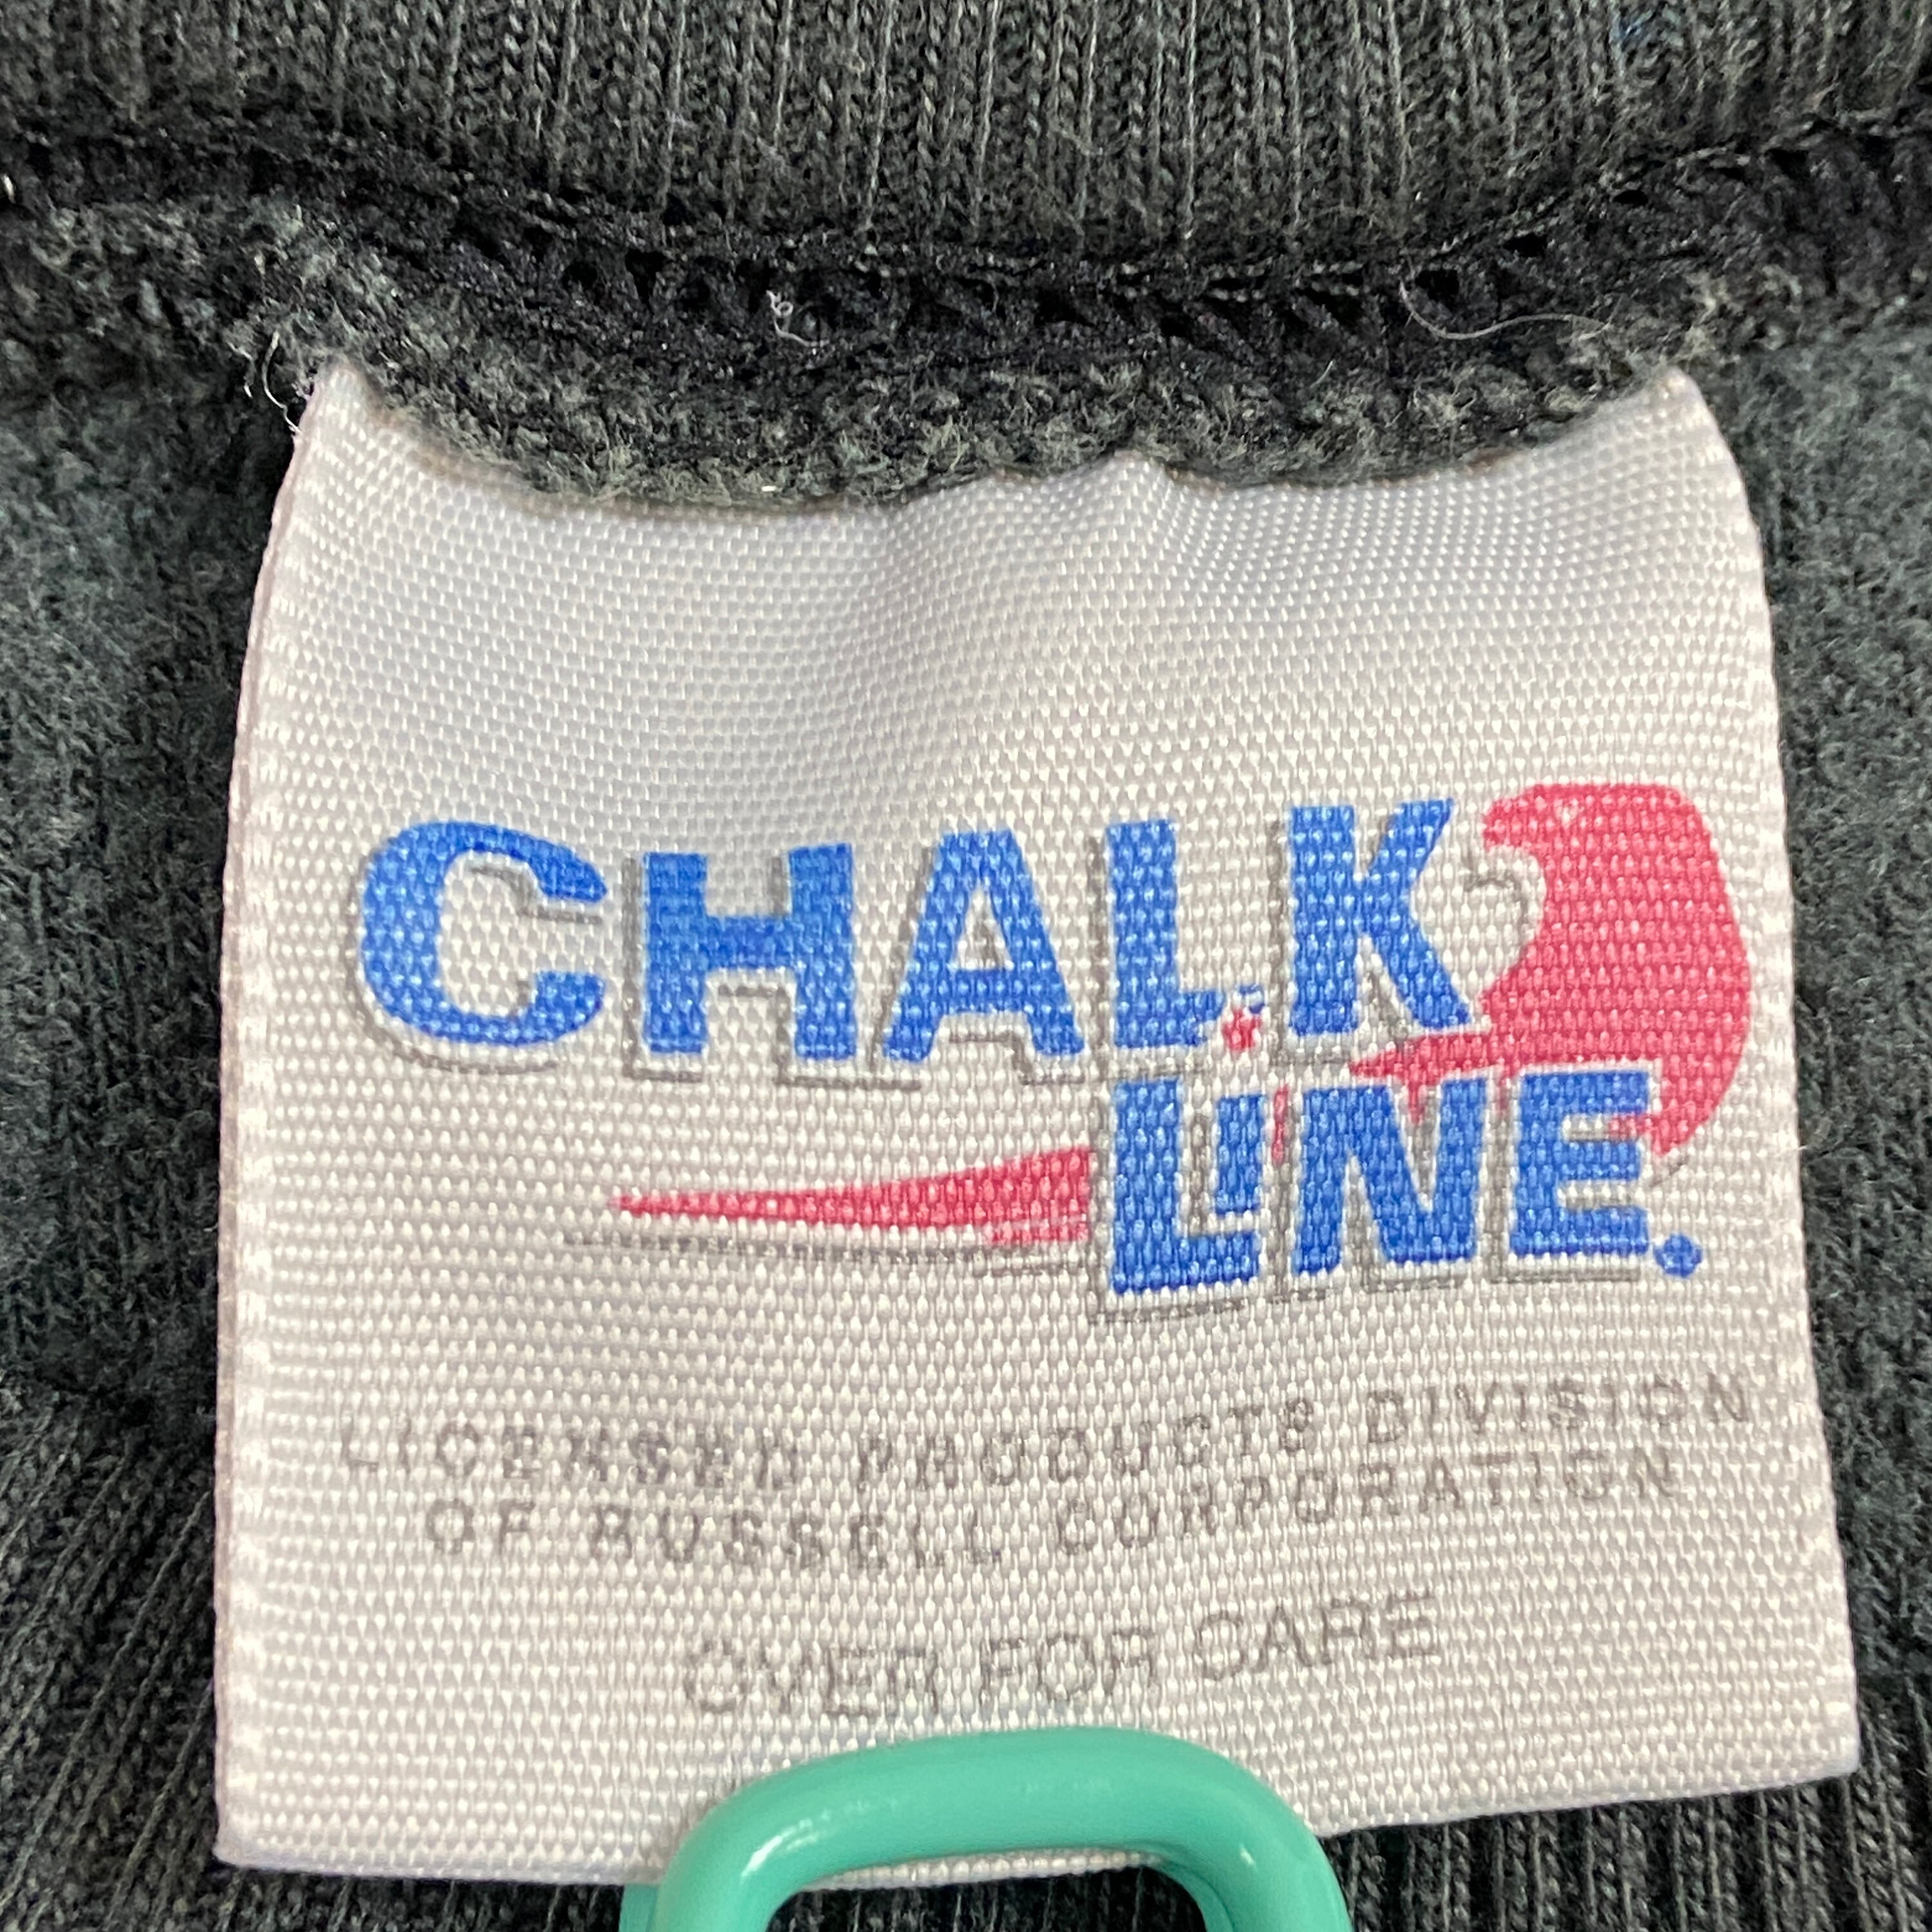 CHALK
LiNE.
LICENSED PRODUCTS DIVISION
OF RUSSELL CORPORATION
OVER FOR CARE